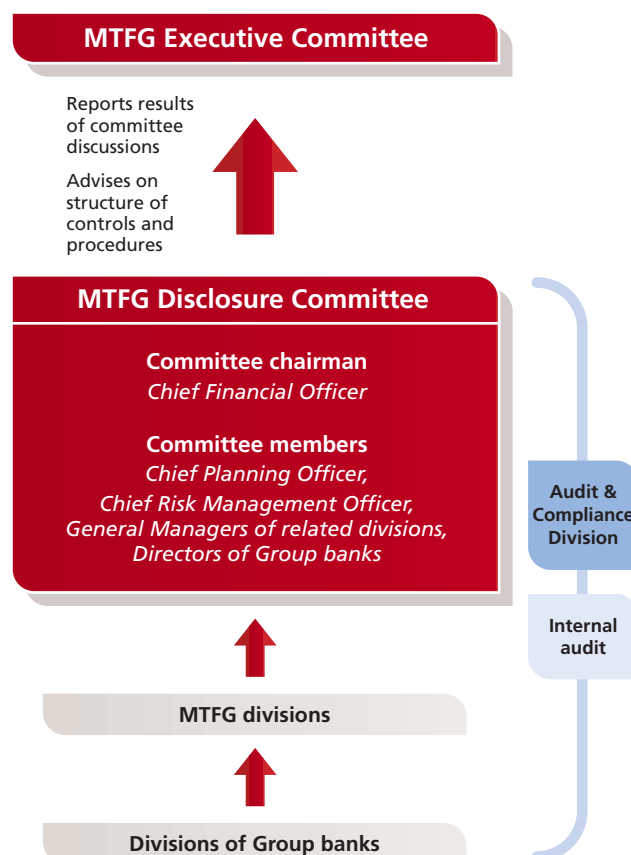 MTFG Executive Committee
Reports results
of committee
discussions
Advises on
structure of
controls and
procedures
MTFG Disclosure Committee
Committee chairman
Chief Financial Officer
Committee members
Chief Planning Officer,
Chief Risk Management Officer,
General Managers of related divisions,
Directors of Group banks
Audit &
Compliance
Division
Internal
audit
MTFG divisions
Divisions of Group banks